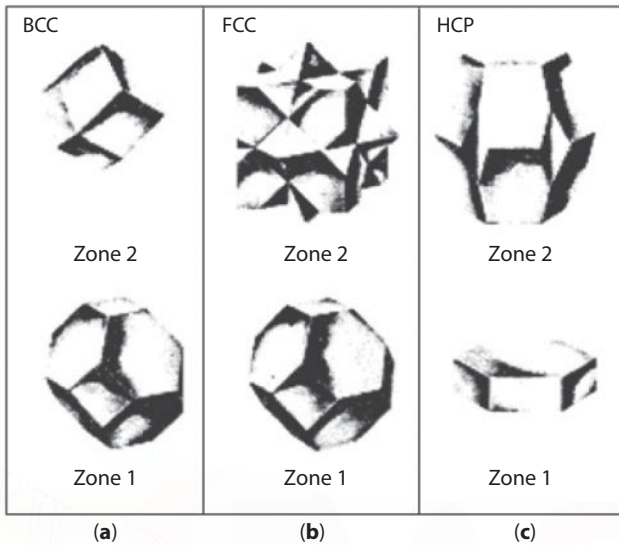 BCC
FCC
HCP
Zone 2
Zone 2
Zone 2
Zone 1
Zone 1
Zone 1
(a)
(b)
(c)